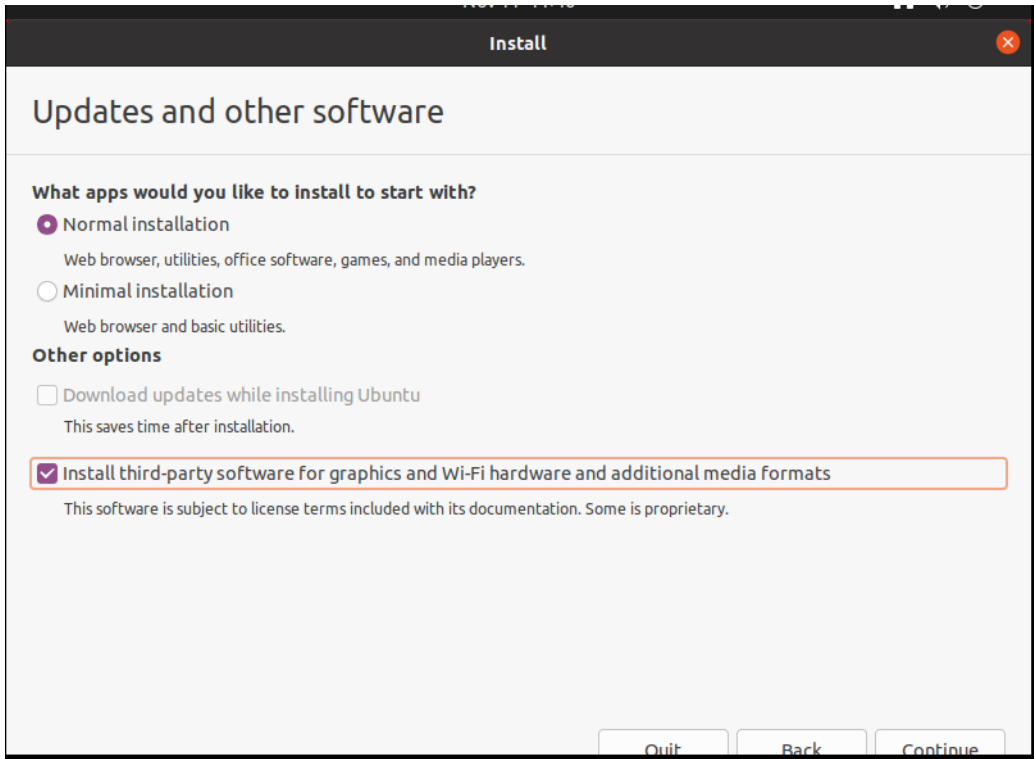 Install
Updates and other software
What apps would you like to install to start with?
Normal installation
Web browser, utilities, office software, games, and media players.
Minimal installation
Web browser and basic utilities.
Other options
Download updates while installing Ubuntu
This saves time after installation.
Install third-party software for graphics and Wi-Fi hardware and additional media formats
This software is subject to license terms included with its documentation. Some is proprietary.
Quit Back Continue